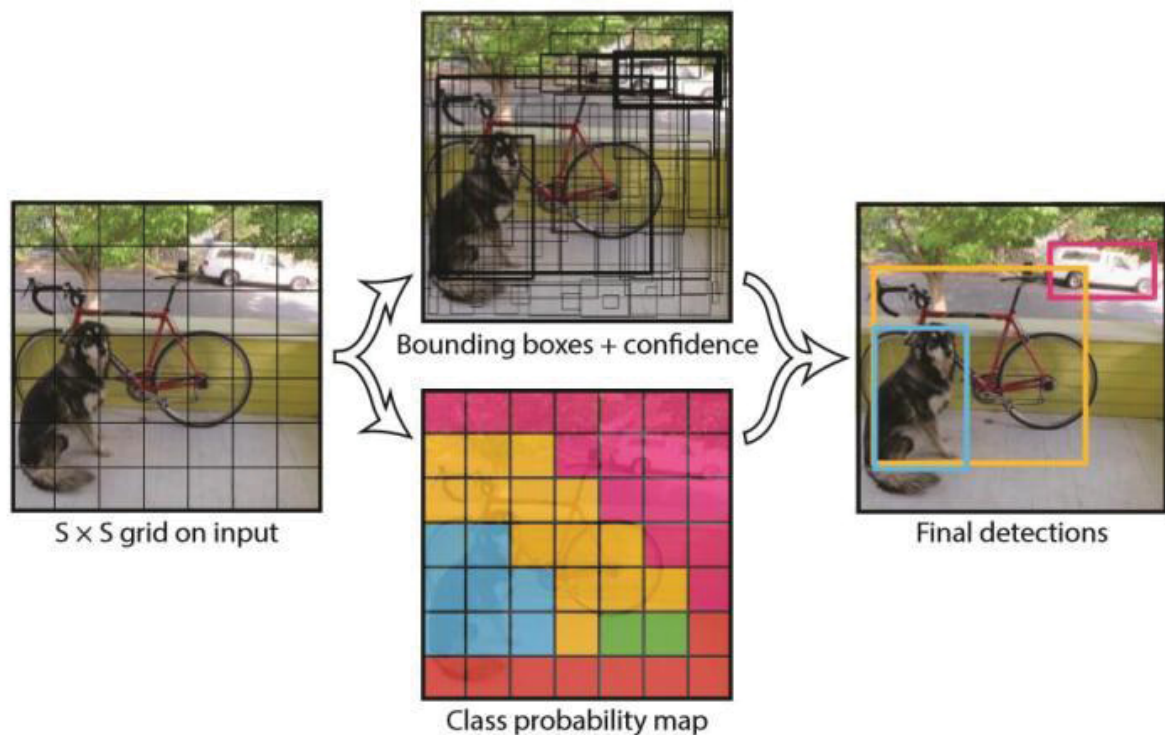 Bounding boxes + confidence
S × S grid on input
Final detections
Class probability map